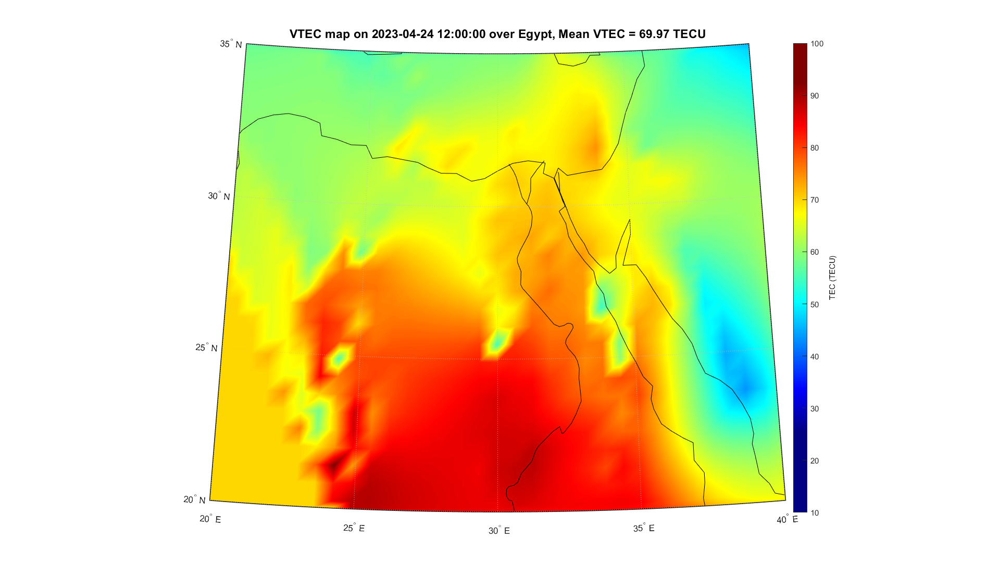 VTEC map on 2023-04-24 12:00:00 over Egypt, Mean VTEC = 69.97 TECU
35° N
30° N
25° N
20° N
20° E
25° E
30° E
35° E
40° E
100
90
80
70
60
50
40
30
20
10
TEC (TECU)